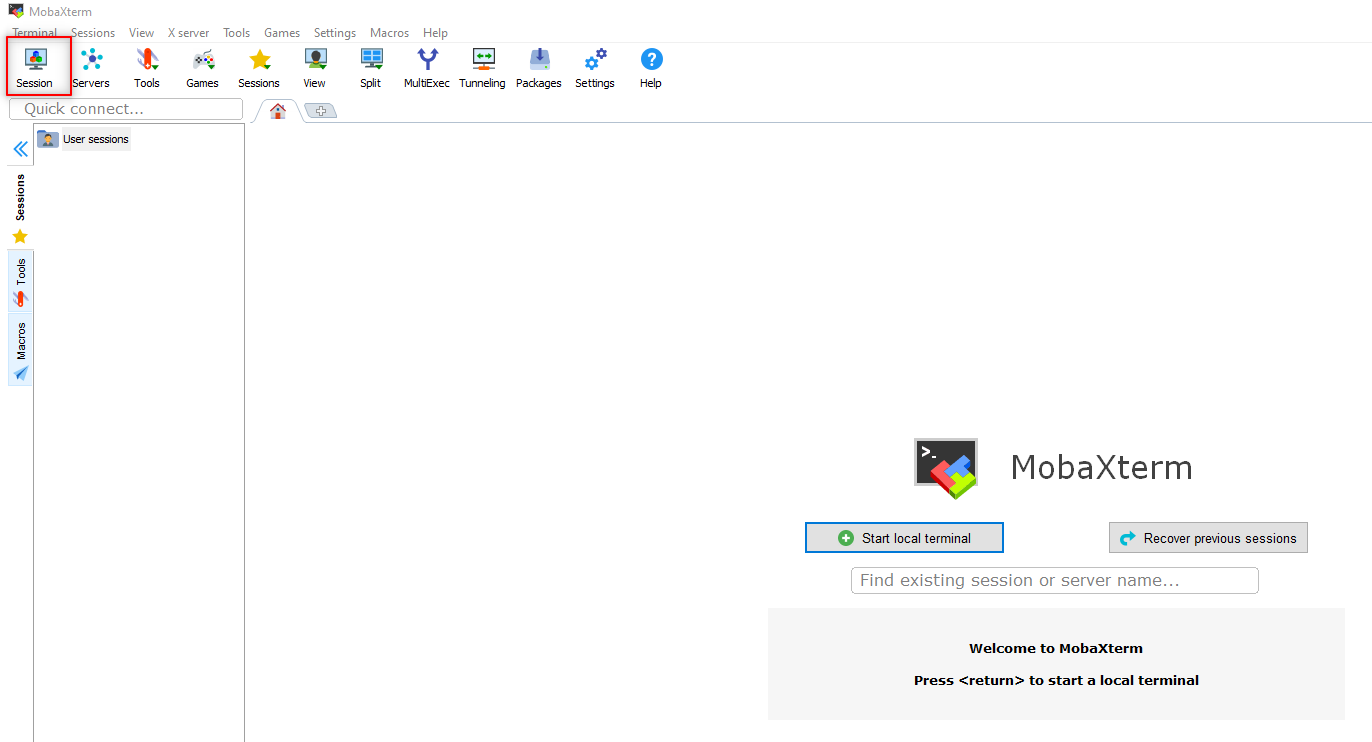 MobaXterm
Terminal Sessions View X server Tools Games Settings Macros Help
Session Servers Tools Games Sessions View Split MultiExec Tunneling Packages Settings Help
Quick connect...
User sessions
Sessions
Tools
Macros
>_
MobaXterm
Start local terminal Recover previous sessions
Find existing session or server name...
Welcome to MobaXterm
Press <return> to start a local terminal